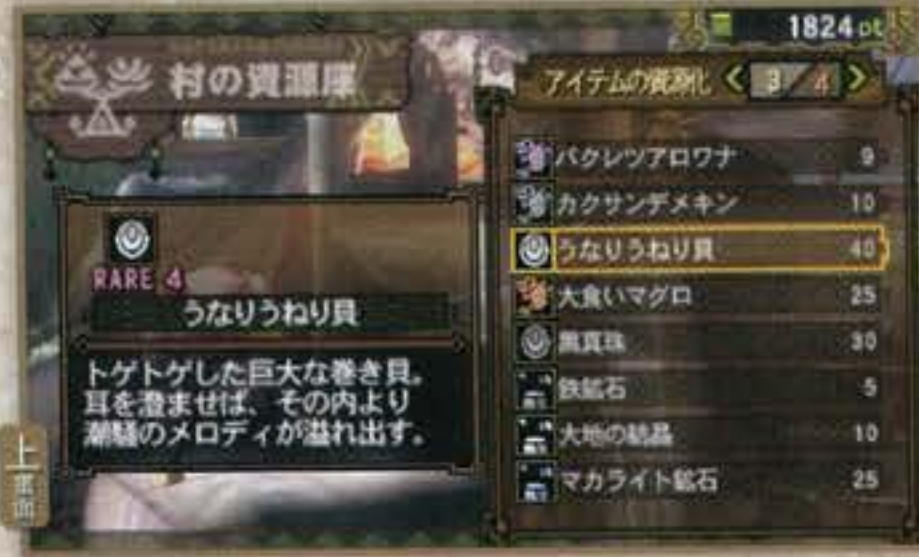 1824 pt
村の資源庫
アイテムの資源化 < 3 / 4 >
バクレツアロワナ 9
カクサンデメキン 10
うなりうねり貝 40
大食いマグロ 25
黒真珠 30
鉄鉱石 5
大地の結晶 10
マカライト鉱石 25
RARE 4
うなりうねり貝
トゲトゲした巨大な巻き貝。
耳を澄ませば、その内より
潮騒のメロディが溢れ出す。
上画面